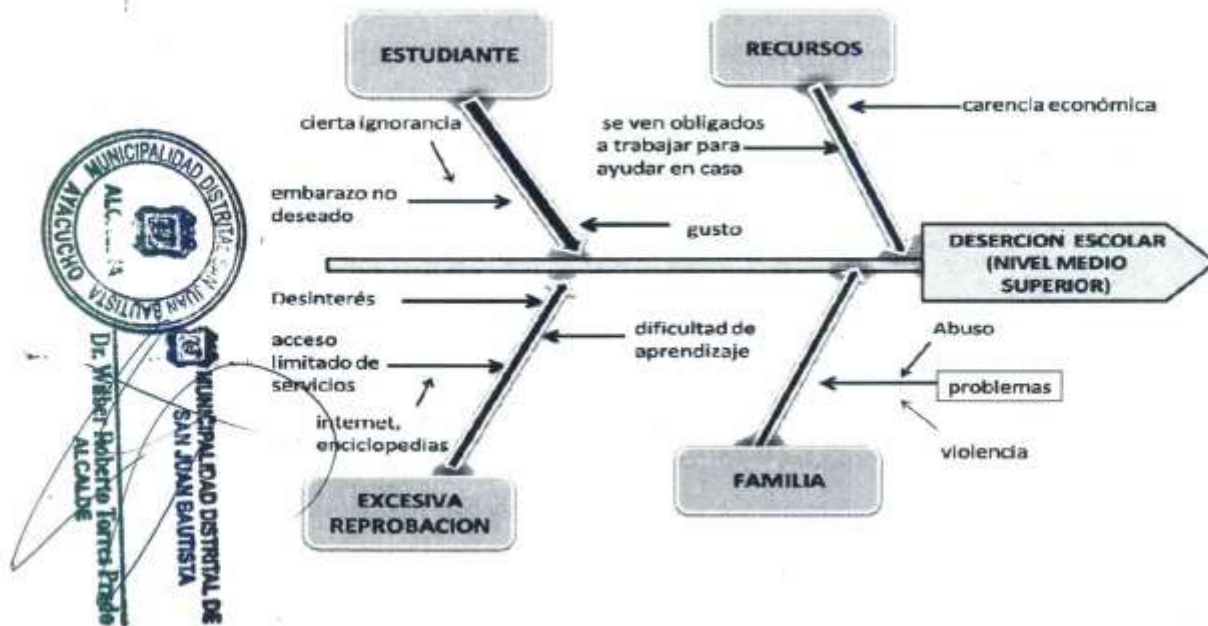 ESTUDIANTE
RECURSOS
cierta ignorancia
embarazo no
deseado
gusto
se ven obligados
a trabajar para
ayudar en casa
carencia económica
DESERCION ESCOLAR
(NIVEL MEDIO
SUPERIOR)
Desinterés
acceso
limitado de
servicios
internet,
enciclopedias
dificultad de
aprendizaje
Abuso
problemas
violencia
EXCESIVA
REPROBACION
FAMILIA
MUNICIPALIDAD DISTRITAL SAN JUAN BAUTISTA
AYACUCHO
MUNICIPALIDAD DISTRITAL DE
SAN JUAN BAUTISTA
Dr. Wilber Roberto Torres Prado
ALCALDE